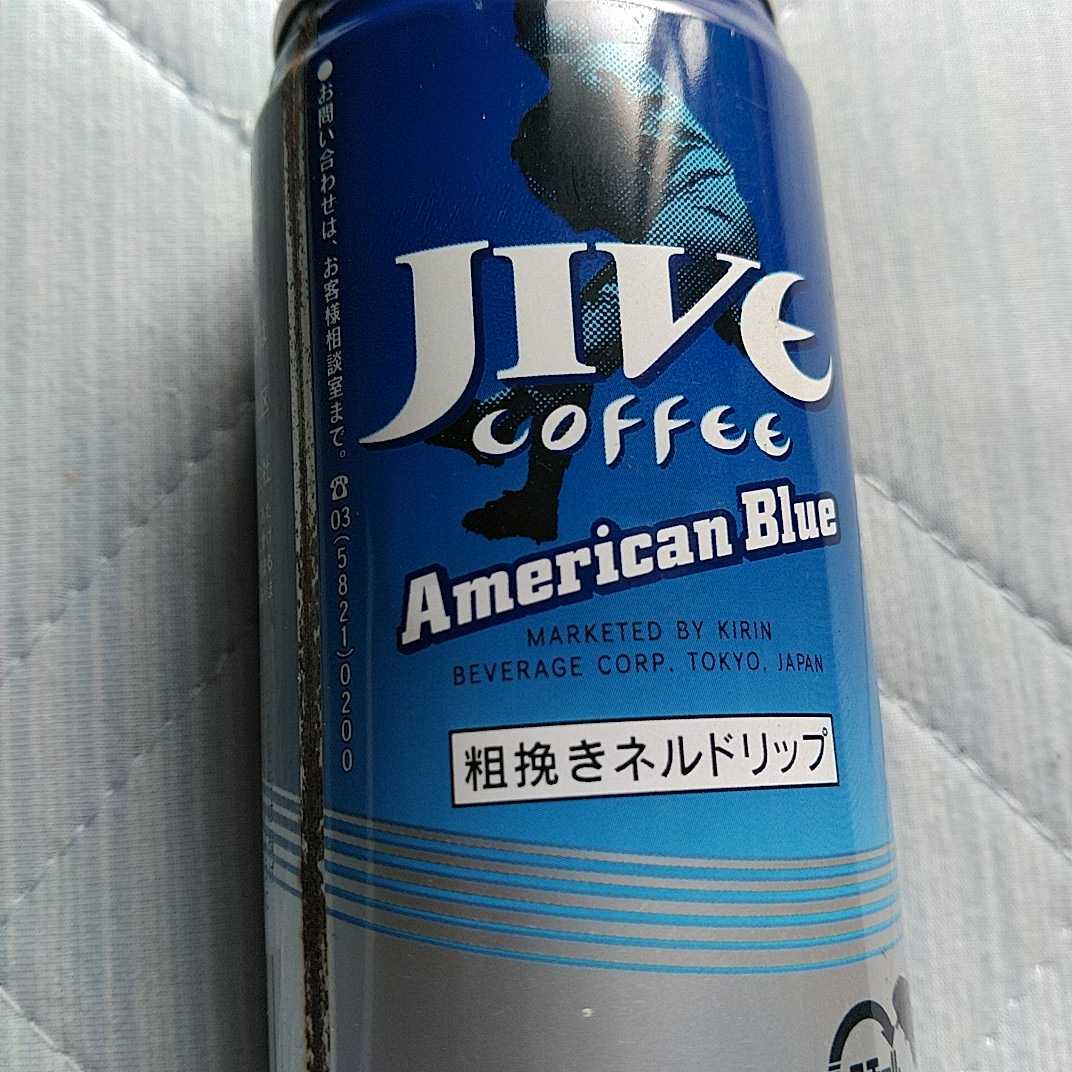 ●お問い合わせは、お客様相談室まで。☎03(5821)0200
JIVE
COFFEE
American Blue
MARKETED BY KIRIN
BEVERAGE CORP. TOKYO, JAPAN
粗挽きネルドリップ